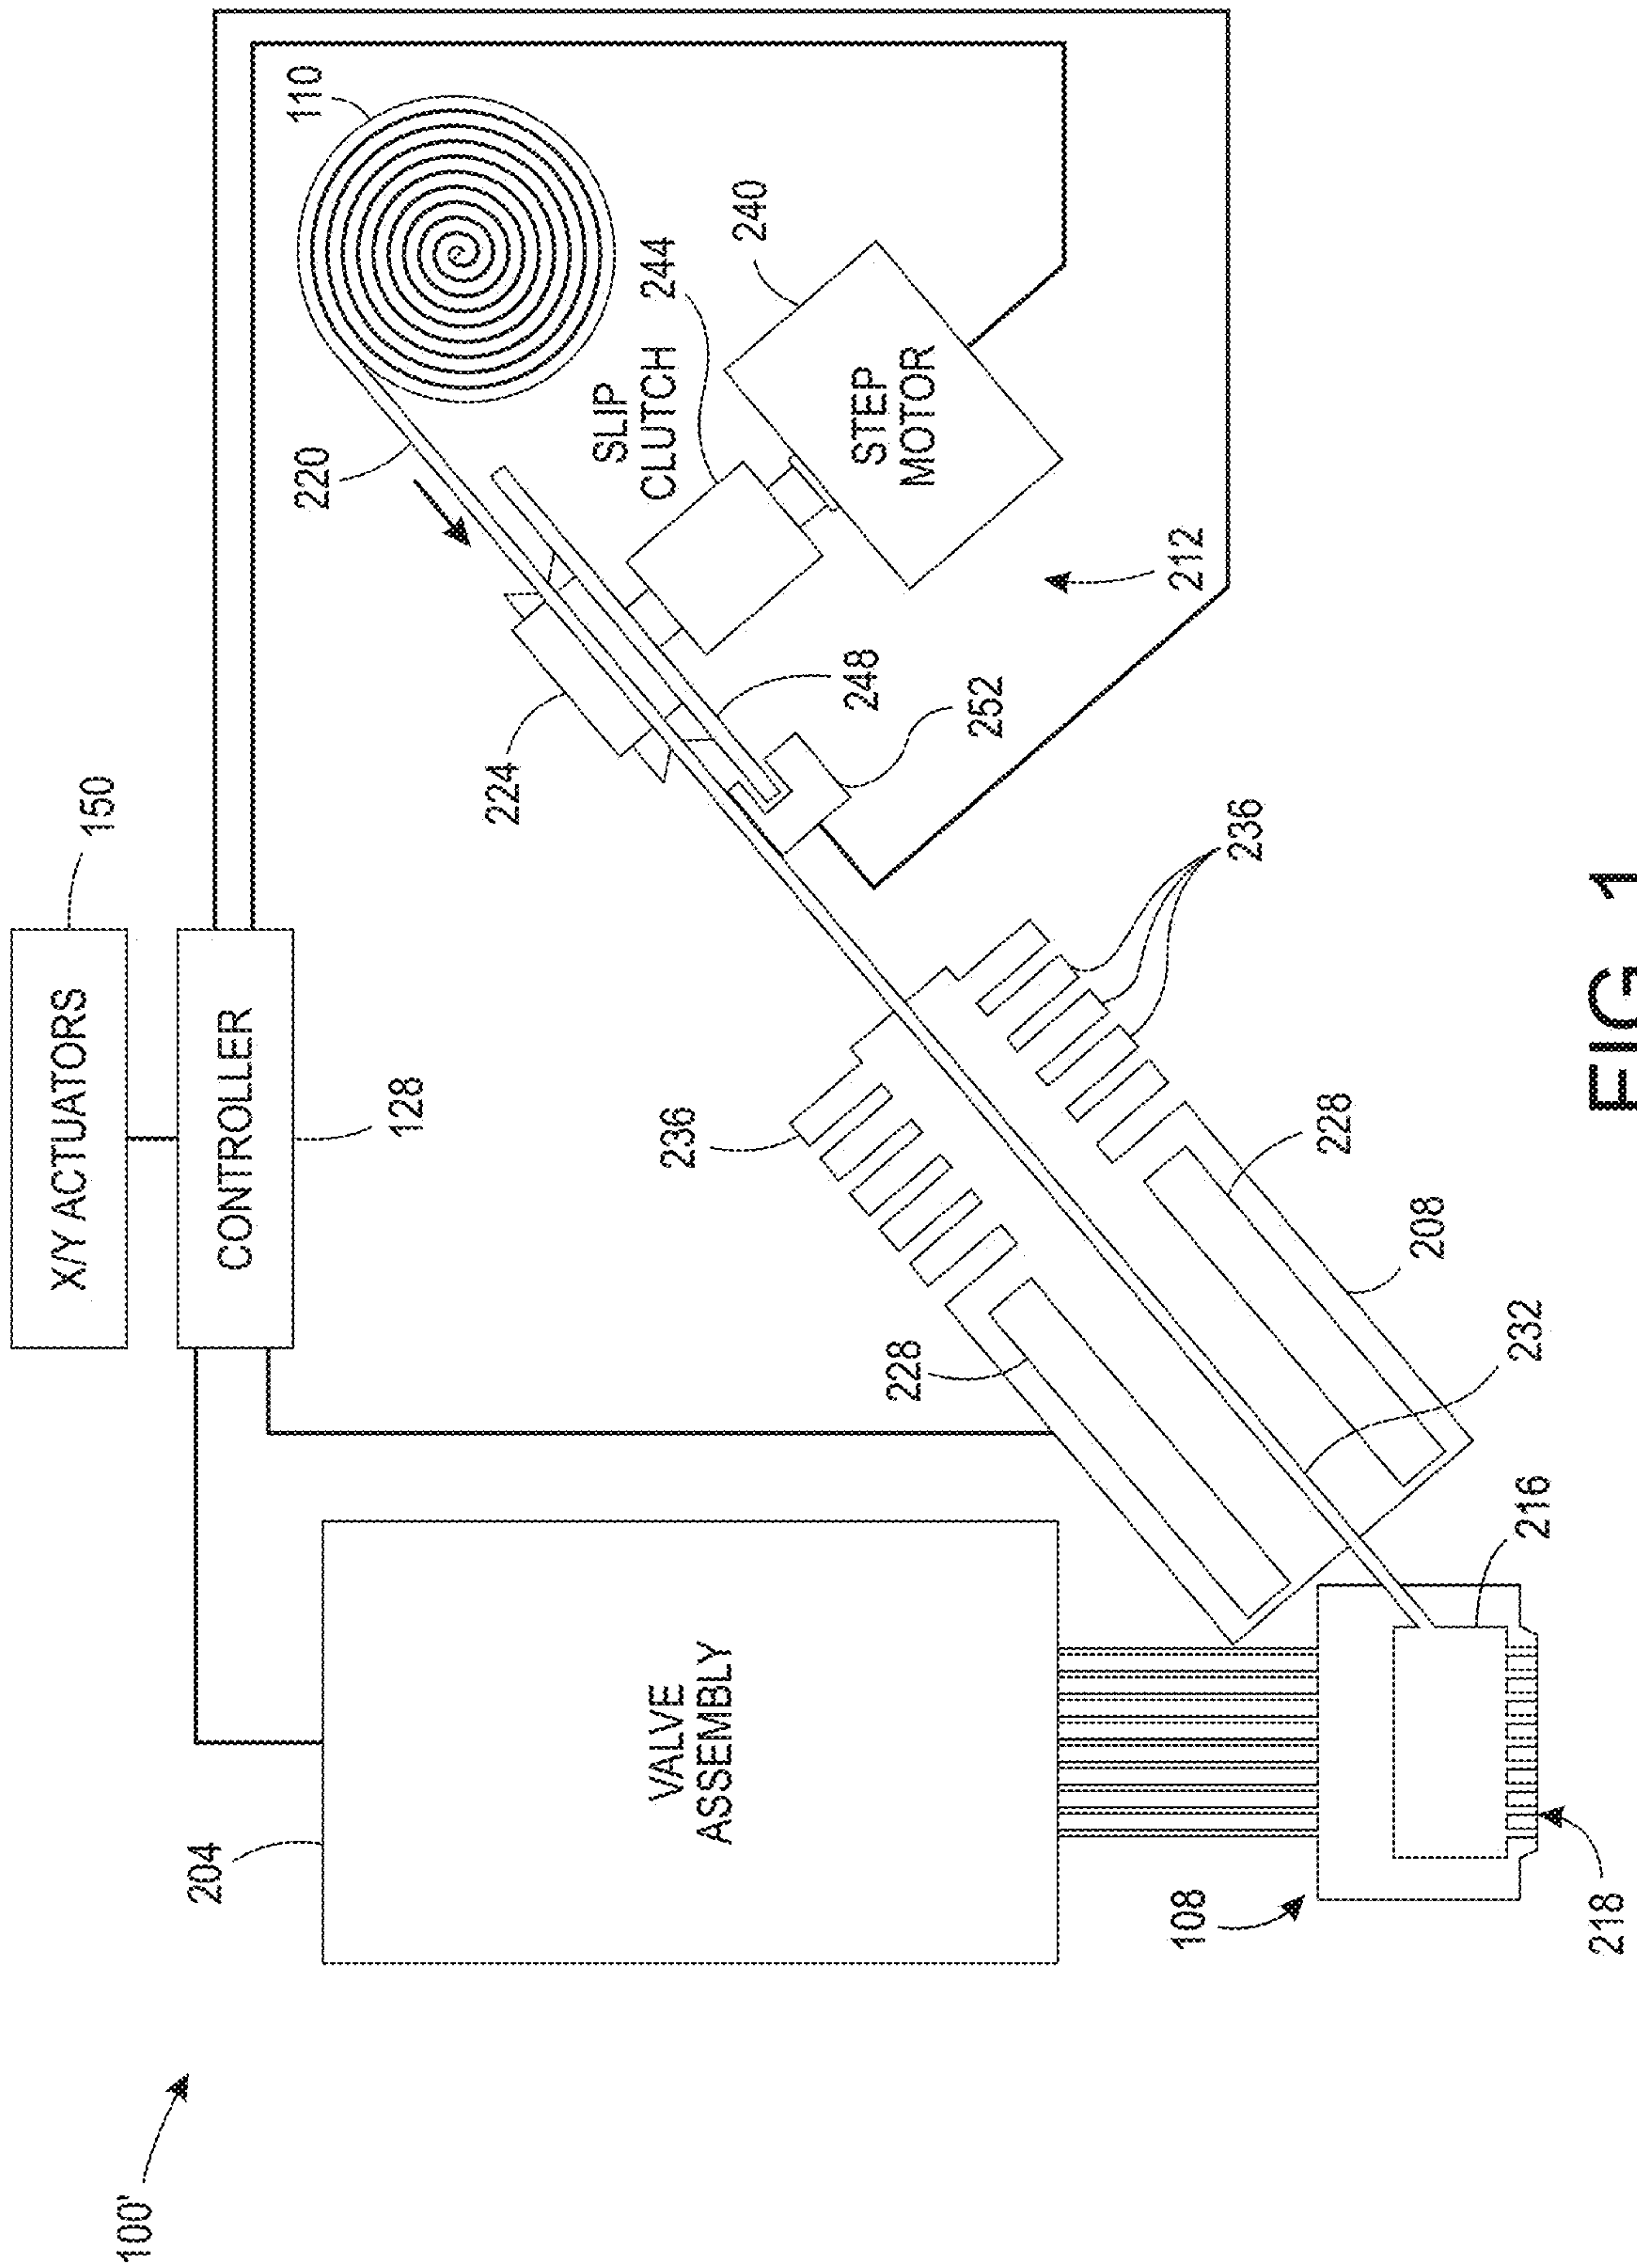 100'
X/Y ACTUATORS
150
CONTROLLER
128
110
220
204
VALVE
ASSEMBLY
224
SLIP
CLUTCH
244
240
STEP
MOTOR
248
252
212
236
236
228
228
208
232
216
108
218
FIG. 1